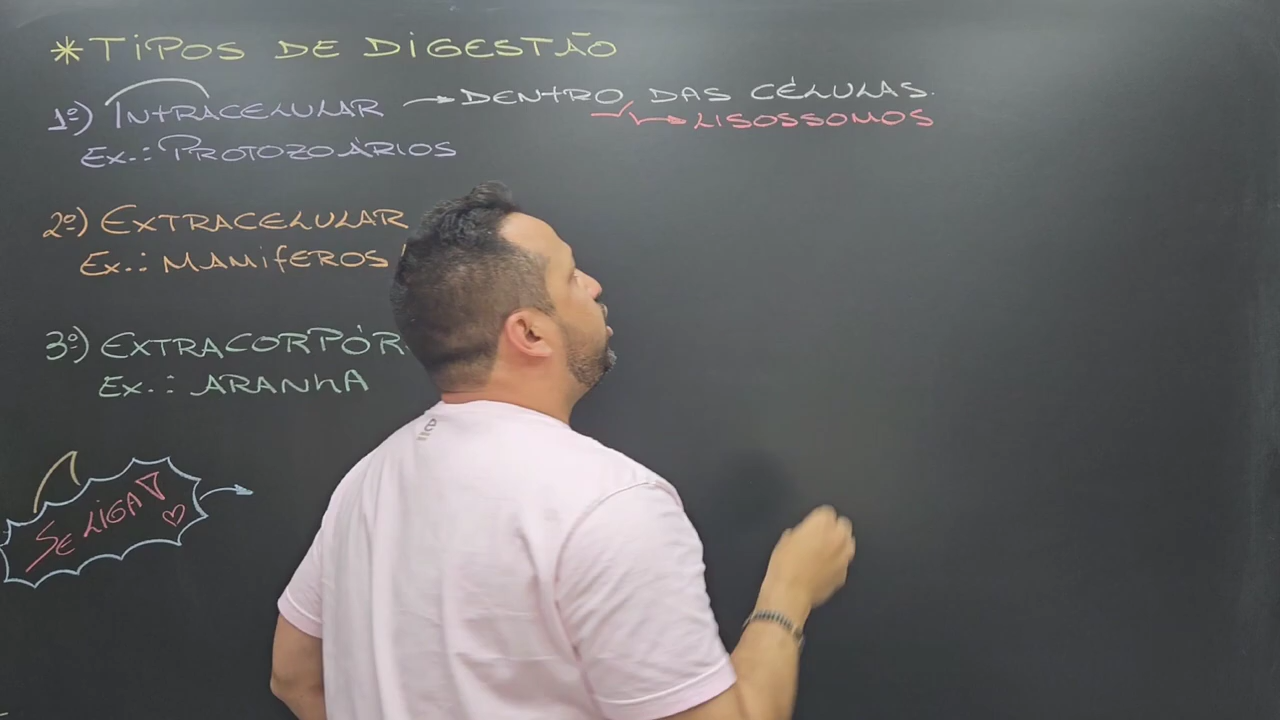 * TIPOS DE DIGESTÃO
1º) INTRACELULAR → DENTRO DAS CÉLULAS.
→ LISOSSOMOS
Ex.: PROTOZOÁRIOS
2º) EXTRACELULAR
Ex.: MAMÍFEROS
3º) EXTRACORPÓR
Ex.: ARANHA
SE LIGA